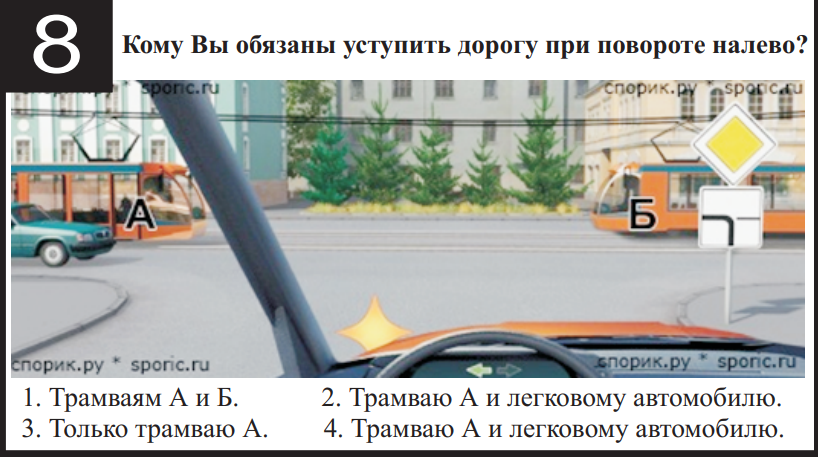 8
Кому Вы обязаны уступить дорогу при повороте налево?
спорик.ру * sporic.ru
спорик.ру * sporic.ru
А
Б
спорик.ру * sporic.ru
спорик.ру * sporic.ru
1. Трамваям А и Б.
2. Трамваю А и легковому автомобилю.
3. Только трамваю А.
4. Трамваю А и легковому автомобилю.